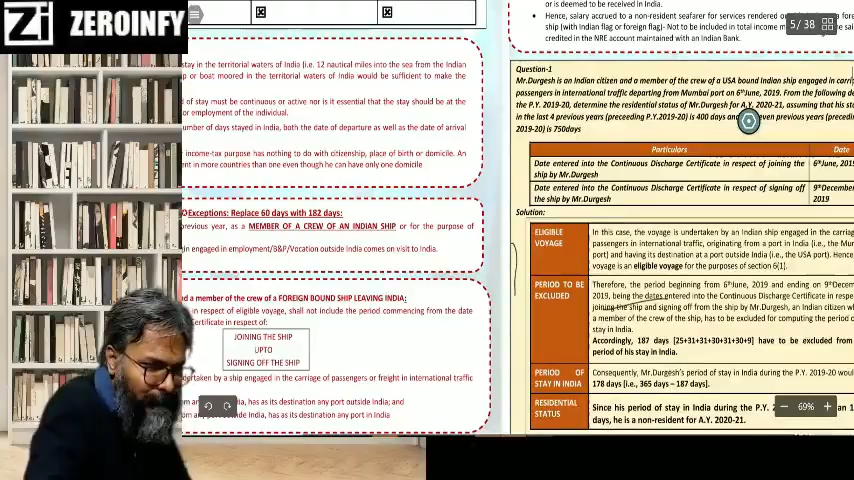 ZEROINFY
5/38
stay in the territorial waters of India (i.e. 12 nautical miles into the sea from the Indian
or boat moored in the territorial waters of India would be sufficient to make the
d of stay must be continuous or active nor is it essential that the stay should be at the
or employment of the individual.
umber of days stayed in India, both the date of departure as well as the date of arrival
income-tax purpose has nothing to do with citizenship, place of birth or domicile. An
nt in more countries than one even though he can have only one domicile
Exceptions: Replace 60 days with 182 days:
revious year, as a MEMBER OF A CREW OF AN INDIAN SHIP or for the purpose of
in engaged in employment/B&P/Vocation outside India comes on visit to India.
nd a member of the crew of a FOREIGN BOUND SHIP LEAVING INDIA:
in respect of eligible voyage, shall not include the period commencing from the date
Certificate in respect of:
JOINING THE SHIP
UPTO
SIGNING OFF THE SHIP
dertaken by a ship engaged in the carriage of passengers or freight in international traffic
ia, has as its destination any port outside India; and
port outside India, has as its destination any port in India
or is deemed to be received in India.
Hence, salary accrued to a non-resident seafarer for services rendered
ship (with Indian flag or foreign flag)- Not to be included in total income
credited in the NRE account maintained with an Indian Bank.
Question-1
Mr.Durgesh is an Indian citizen and a member of the crew of a USA bound Indian ship engaged in
passengers in international traffic departing from Mumbai port on 6th June, 2019. From the following
the P.Y. 2019-20, determine the residential status of Mr.Durgesh for A.Y. 2020-21, assuming that his
in the last 4 previous years (preceding P.Y.2019-20) is 400 days and even previous years
2019-20) is 750days
Particulars Date
Date entered into the Continuous Discharge Certificate in respect of joining the ship by Mr.Durgesh 6th June,
Date entered into the Continuous Discharge Certificate in respect of signing off the ship by Mr.Durgesh 9th December 2019
Solution:
ELIGIBLE VOYAGE
In this case, the voyage is undertaken by an Indian ship engaged in the
passengers in international traffic, originating from a port in India (i.e., the
port) and having its destination at a port outside India (i.e., the USA port).
voyage is an eligible voyage for the purposes of section 6(1).
PERIOD TO BE EXCLUDED
Therefore, the period beginning from 6th June, 2019 and ending on
2019, being the dates entered into the Continuous Discharge Certificate in
joining the ship and signing off from the ship by Mr.Durgesh, an Indian citizen
a member of the crew of the ship, has to be excluded for computing the period
stay in India.
Accordingly, 187 days [25+31+31+30+31+30+9] have to be excluded from
period of his stay in India.
PERIOD OF STAY IN INDIA
Consequently, Mr.Durgesh's period of stay in India during the P.Y. 2019-20
178 days [i.e., 365 days – 187 days].
RESIDENTIAL STATUS
Since his period of stay in India during the P.Y.
days, he is a non-resident for A.Y. 2020-21.
69%